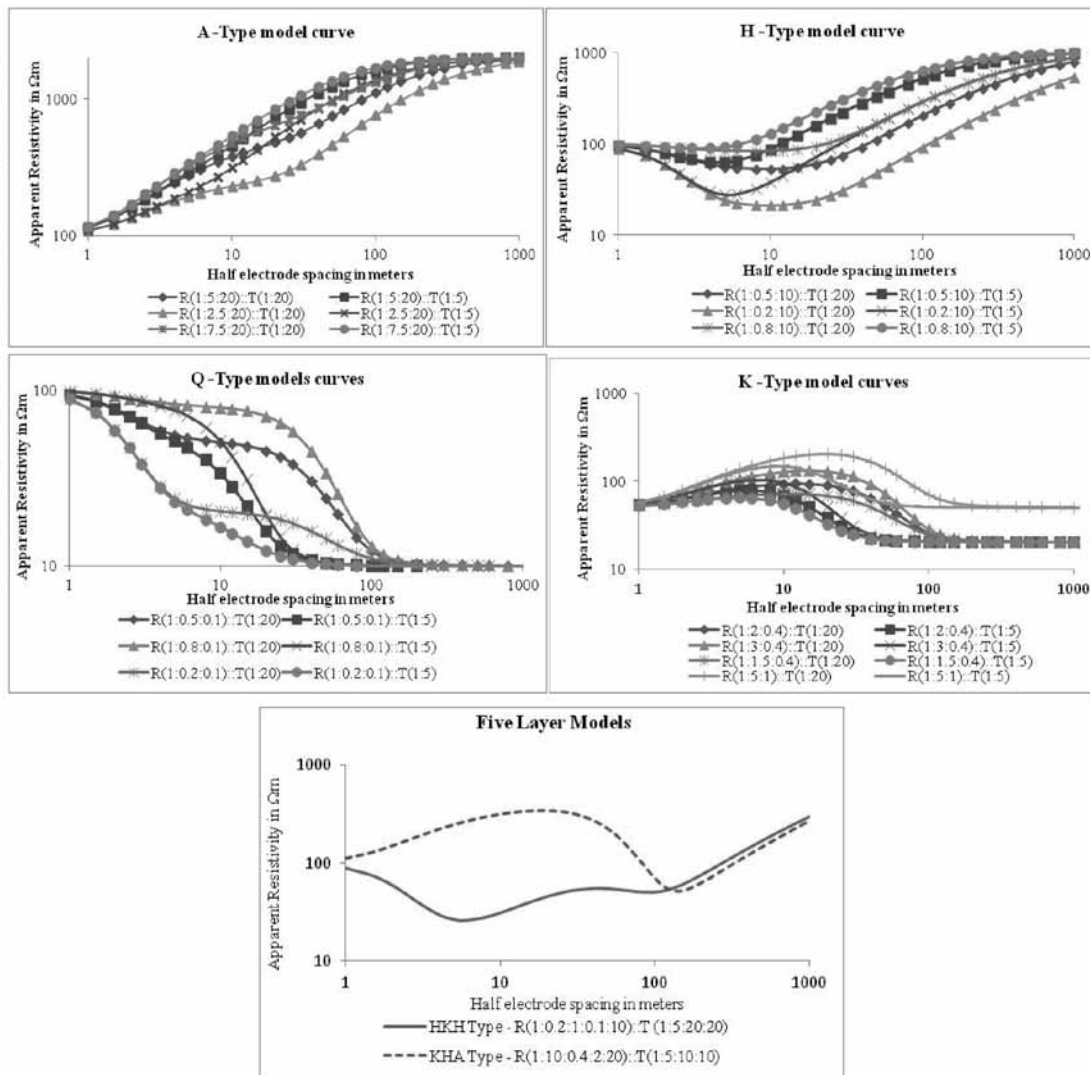 A -Type model curve
Apparent Resistivity in Ωm
1000
100
1 10 100 1000
Half electrode spacing in meters
R(1:5:20)::T(1:20) R(1:5:20)::T(1:5)
R(1:2.5:20)::T(1:20) R(1:2.5:20)::T(1:5)
R(1:7.5:20)::T(1:20) R(1:7.5:20)::T(1:5)
H -Type model curve
Apparent Resistivity in Ωm
1000
100
10
1 10 100 1000
Half electrode spacing in meters
R(1:0.5:10)::T(1:20) R(1:0.5:10)::T(1:5)
R(1:0.2:10)::T(1:20) R(1:0.2:10)::T(1:5)
R(1:0.8:10)::T(1:20) R(1:0.8:10)::T(1:5)
Q -Type models curves
Apparent Resistivity in Ωm
100
10
1 10 100 1000
Half electrode spacing in meters
R(1:0.5:0.1)::T(1:20) R(1:0.5:0.1)::T(1:5)
R(1:0.8:0.1)::T(1:20) R(1:0.8:0.1)::T(1:5)
R(1:0.2:0.1)::T(1:20) R(1:0.2:0.1)::T(1:5)
K -Type model curves
Apparent Resistivity in Ωm
1000
100
10
1 10 100 1000
Half electrode spacing in meters
R(1:2:0.4)::T(1:20) R(1:2:0.4)::T(1:5)
R(1:3:0.4)::T(1:20) R(1:3:0.4)::T(1:5)
R(1:1.5:0.4)::T(1:20) R(1:1.5:0.4)::T(1:5)
R(1:5:1)::T(1:20) R(1:5:1)::T(1:5)
Five Layer Models
Apparent Resistivity in Ωm
1000
100
10
1 10 100 1000
Half electrode spacing in meters
HKH Type - R(1:0.2:1:0.1:10)::T (1:5:20:20)
KHA Type - R(1:10:0.4:2:20)::T(1:5:10:10)